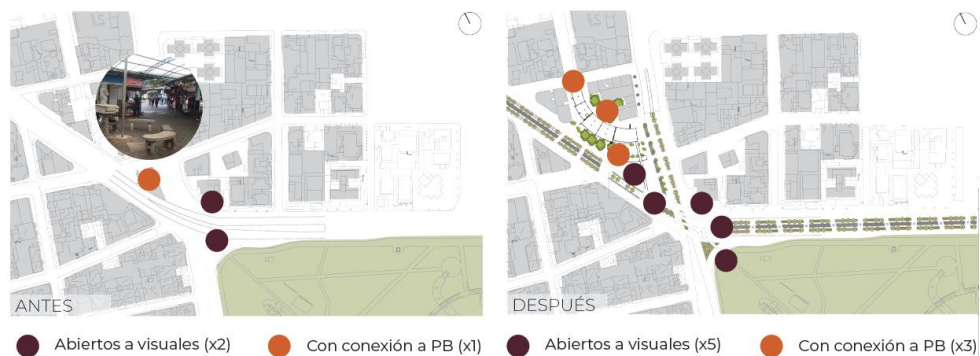 ANTES
DESPUÉS
Abiertos a visuales (x2)
Con conexión a PB (x1)
Abiertos a visuales (x5)
Con conexión a PB (x3)